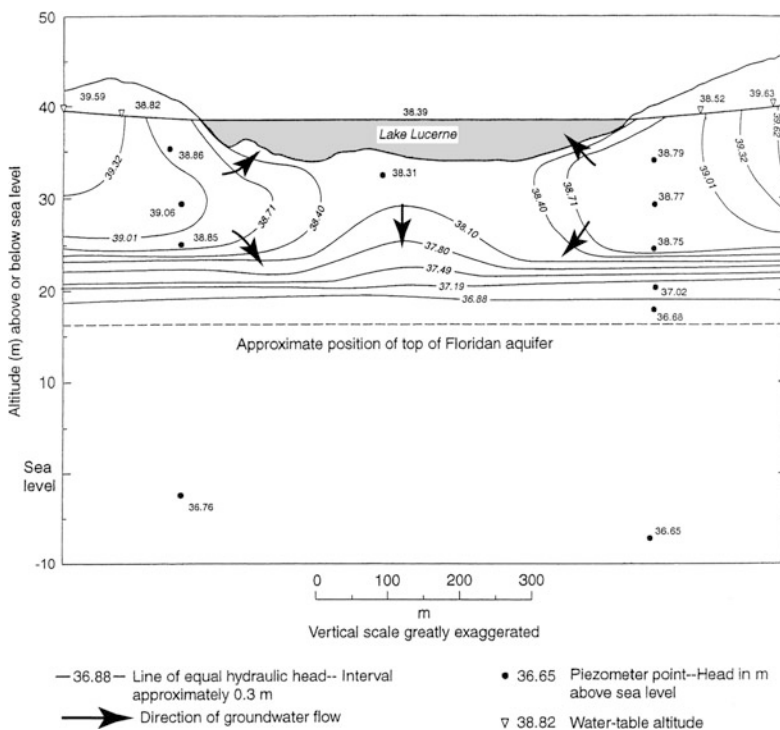 50
40
30
20
10
Sea
level
-10
Altitude (m) above or below sea level
39.59
38.82
38.39
38.52
39.63
Lake Lucerne
39.32
38.86
38.31
38.79
39.01
39.32
39.62
39.06
38.71
38.40
38.10
38.40
38.71
38.77
39.01
38.85
38.75
37.80
37.49
37.19
37.02
36.88
36.68
Approximate position of top of Floridan aquifer
36.76
36.65
0 100 200 300
m
Vertical scale greatly exaggerated
36.88 Line of equal hydraulic head-- Interval
approximately 0.3 m
Direction of groundwater flow
36.65 Piezometer point--Head in m
above sea level
38.82 Water-table altitude